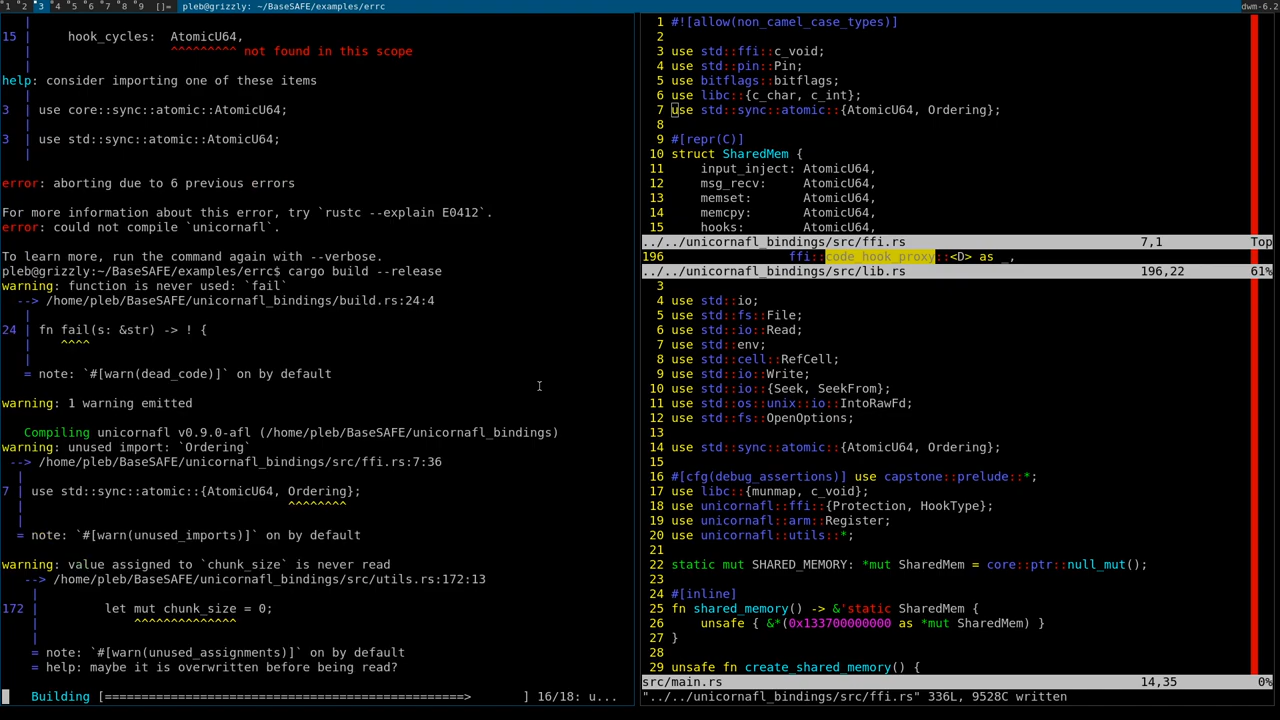 1 2 3 4 5 6 7 8 9 []= pleb@grizzly: ~/BaseSAFE/examples/errc dwm-6.2
   |
15 |     hook_cycles:  AtomicU64,
   |                   ^^^^^^^^^ not found in this scope
   |
help: consider importing one of these items
   |
3  | use core::sync::atomic::AtomicU64;
   |
3  | use std::sync::atomic::AtomicU64;
   |
error: aborting due to 6 previous errors
For more information about this error, try `rustc --explain E0412`.
error: could not compile `unicornafl`.
To learn more, run the command again with --verbose.
pleb@grizzly:~/BaseSAFE/examples/errc$ cargo build --release
warning: function is never used: `fail`
  --> /home/pleb/BaseSAFE/unicornafl_bindings/build.rs:24:4
   |
24 | fn fail(s: &str) -> ! {
   |    ^^^^
   |
   = note: `#[warn(dead_code)]` on by default
warning: 1 warning emitted
   Compiling unicornafl v0.9.0-afl (/home/pleb/BaseSAFE/unicornafl_bindings)
warning: unused import: `Ordering`
 --> /home/pleb/BaseSAFE/unicornafl_bindings/src/ffi.rs:7:36
  |
7 | use std::sync::atomic::{AtomicU64, Ordering};
  |                                    ^^^^^^^^
  |
  = note: `#[warn(unused_imports)]` on by default
warning: value assigned to `chunk_size` is never read
   --> /home/pleb/BaseSAFE/unicornafl_bindings/src/utils.rs:172:13
    |
172 |         let mut chunk_size = 0;
    |             ^^^^^^^^^^^^^^
    |
    = note: `#[warn(unused_assignments)]` on by default
    = help: maybe it is overwritten before being read?
    Building [=================================================>       ] 16/18: u...
1 #![allow(non_camel_case_types)]
2
3 use std::ffi::c_void;
4 use std::pin::Pin;
5 use bitflags::bitflags;
6 use libc::{c_char, c_int};
7 use std::sync::atomic::{AtomicU64, Ordering};
8
9 #[repr(C)]
10 struct SharedMem {
11     input_inject: AtomicU64,
12     msg_recv:     AtomicU64,
13     memset:       AtomicU64,
14     memcpy:       AtomicU64,
15     hooks:        AtomicU64,
../../unicornafl_bindings/src/ffi.rs 7,1 Top
196                 ffi::code_hook_proxy::<D> as _,
../../unicornafl_bindings/src/lib.rs 196,22 61%
3
4 use std::io;
5 use std::fs::File;
6 use std::io::Read;
7 use std::env;
8 use std::cell::RefCell;
9 use std::io::Write;
10 use std::io::{Seek, SeekFrom};
11 use std::os::unix::io::IntoRawFd;
12 use std::fs::OpenOptions;
13
14 use std::sync::atomic::{AtomicU64, Ordering};
15
16 #[cfg(debug_assertions)] use capstone::prelude::*;
17 use libc::{munmap, c_void};
18 use unicornafl::ffi::{Protection, HookType};
19 use unicornafl::arm::Register;
20 use unicornafl::utils::*;
21
22 static mut SHARED_MEMORY: *mut SharedMem = core::ptr::null_mut();
23
24 #[inline]
25 fn shared_memory() -> &'static SharedMem {
26     unsafe { &*(0x133700000000 as *mut SharedMem) }
27 }
28
29 unsafe fn create_shared_memory() {
src/main.rs 14,35 0%
"../../unicornafl_bindings/src/ffi.rs" 336L, 9528C written